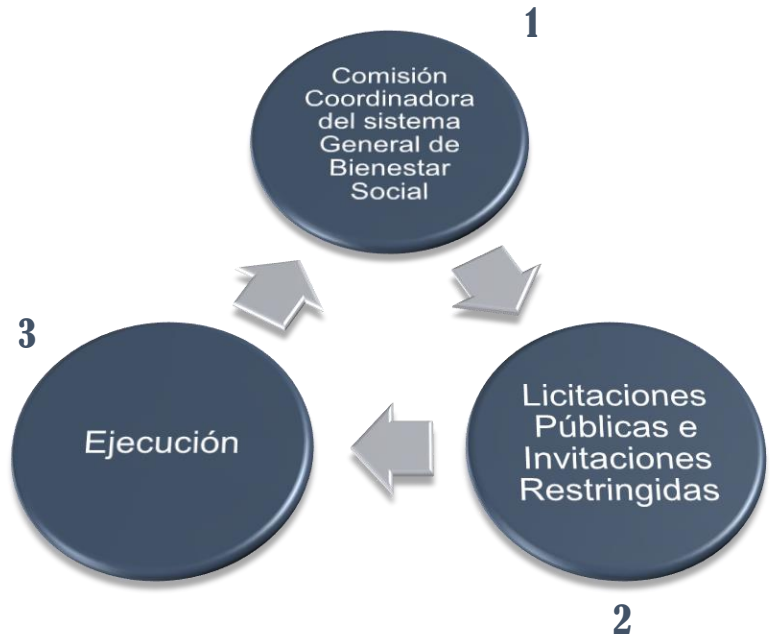 1
Comisión
Coordinadora
del sistema
General de
Bienestar
Social
2
Licitaciones
Públicas e
Invitaciones
Restringidas
3
Ejecución